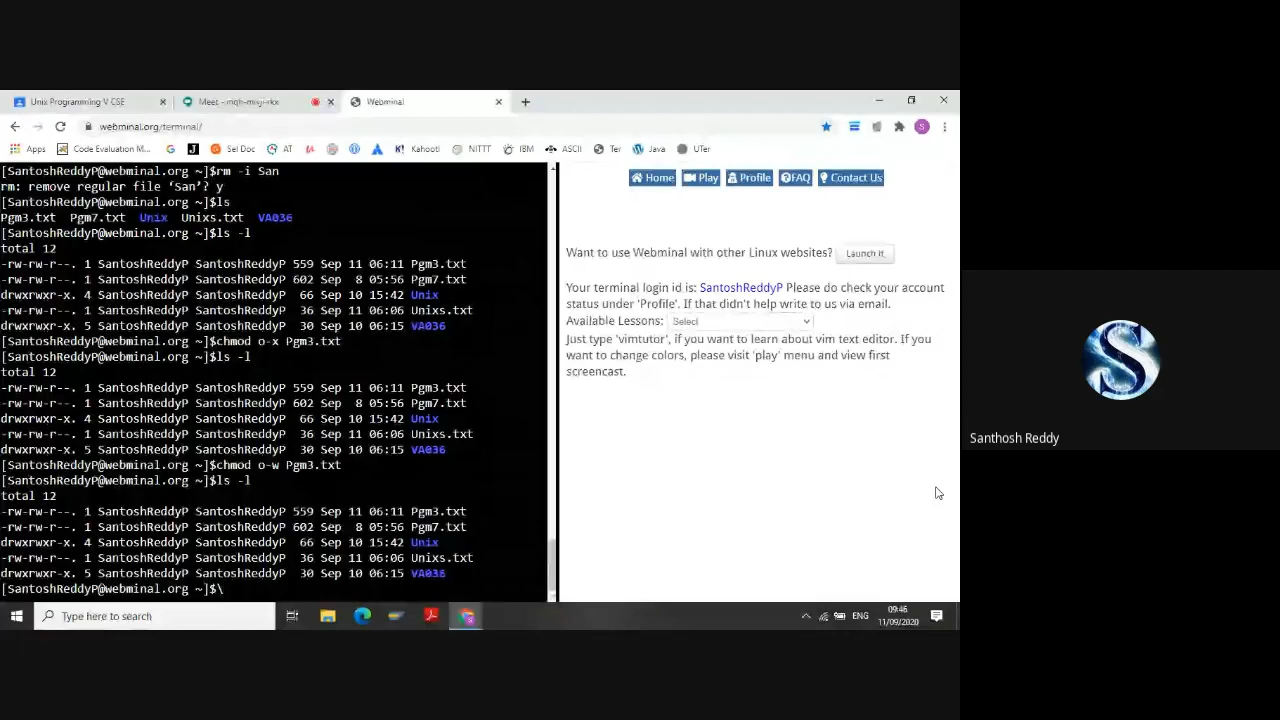 Unix Programming V CSE
Webminal
webminal.org/terminal/
Apps Code Evaluation M... Sel Doc AT Kahoot! NITTT IBM ASCII Ter Java UTer
[SantoshReddyP@webminal.org ~]$rm -i San
rm: remove regular file ‘San’? y
[SantoshReddyP@webminal.org ~]$ls
Pgm3.txt Pgm7.txt Unix Unixs.txt VA036
[SantoshReddyP@webminal.org ~]$ls -l
total 12
-rw-rw-r--. 1 SantoshReddyP SantoshReddyP 559 Sep 11 06:11 Pgm3.txt
-rw-rw-r--. 1 SantoshReddyP SantoshReddyP 602 Sep 8 05:56 Pgm7.txt
drwxrwxr-x. 4 SantoshReddyP SantoshReddyP 66 Sep 10 15:42 Unix
-rw-rw-r--. 1 SantoshReddyP SantoshReddyP 36 Sep 11 06:06 Unixs.txt
drwxrwxr-x. 5 SantoshReddyP SantoshReddyP 30 Sep 10 06:15 VA036
[SantoshReddyP@webminal.org ~]$chmod o-x Pgm3.txt
[SantoshReddyP@webminal.org ~]$ls -l
total 12
-rw-rw-r--. 1 SantoshReddyP SantoshReddyP 559 Sep 11 06:11 Pgm3.txt
-rw-rw-r--. 1 SantoshReddyP SantoshReddyP 602 Sep 8 05:56 Pgm7.txt
drwxrwxr-x. 4 SantoshReddyP SantoshReddyP 66 Sep 10 15:42 Unix
-rw-rw-r--. 1 SantoshReddyP SantoshReddyP 36 Sep 11 06:06 Unixs.txt
drwxrwxr-x. 5 SantoshReddyP SantoshReddyP 30 Sep 10 06:15 VA036
[SantoshReddyP@webminal.org ~]$chmod o-w Pgm3.txt
[SantoshReddyP@webminal.org ~]$ls -l
total 12
-rw-rw-r--. 1 SantoshReddyP SantoshReddyP 559 Sep 11 06:11 Pgm3.txt
-rw-rw-r--. 1 SantoshReddyP SantoshReddyP 602 Sep 8 05:56 Pgm7.txt
drwxrwxr-x. 4 SantoshReddyP SantoshReddyP 66 Sep 10 15:42 Unix
-rw-rw-r--. 1 SantoshReddyP SantoshReddyP 36 Sep 11 06:06 Unixs.txt
drwxrwxr-x. 5 SantoshReddyP SantoshReddyP 30 Sep 10 06:15 VA036
[SantoshReddyP@webminal.org ~]$\
Home Play Profile FAQ Contact Us
Want to use Webminal with other Linux websites? Launch It.
Your terminal login id is: SantoshReddyP Please do check your account
status under 'Profile'. If that didn't help write to us via email.
Available Lessons: Select
Just type 'vimtutor', if you want to learn about vim text editor. If you
want to change colors, please visit 'play' menu and view first
screencast.
Type here to search
ENG
09:46
11/09/2020
S
Santhosh Reddy